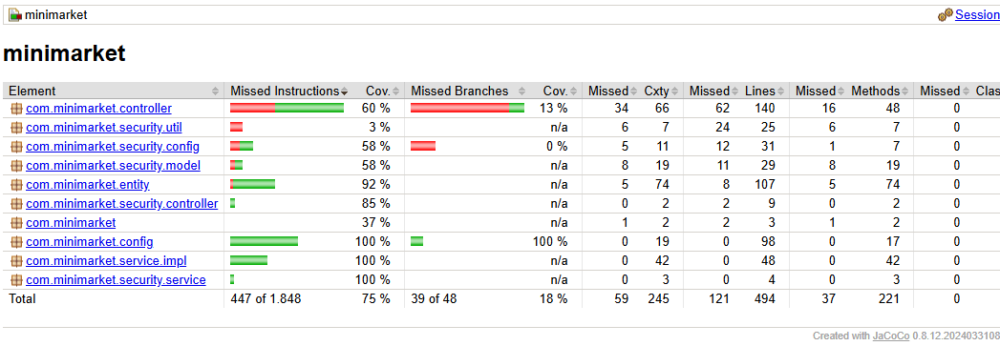 minimarket Session
minimarket
Element Missed Instructions Cov. Missed Branches Cov. Missed Cxty Missed Lines Missed Methods Missed Clas
com.minimarket.controller 60 % 13 % 34 66 62 140 16 48 0
com.minimarket.security.util 3 % n/a 6 7 24 25 6 7 0
com.minimarket.security.config 58 % 0 % 5 11 12 31 1 7 0
com.minimarket.security.model 58 % n/a 8 19 11 29 8 19 0
com.minimarket.entity 92 % n/a 5 74 8 107 5 74 0
com.minimarket.security.controller 85 % n/a 0 2 2 9 0 2 0
com.minimarket 37 % n/a 1 2 2 3 1 2 0
com.minimarket.config 100 % 100 % 0 19 0 98 0 17 0
com.minimarket.service.impl 100 % n/a 0 42 0 48 0 42 0
com.minimarket.security.service 100 % n/a 0 3 0 4 0 3 0
Total 447 of 1.848 75 % 39 of 48 18 % 59 245 121 494 37 221 0
Created with JaCoCo 0.8.12.2024033108